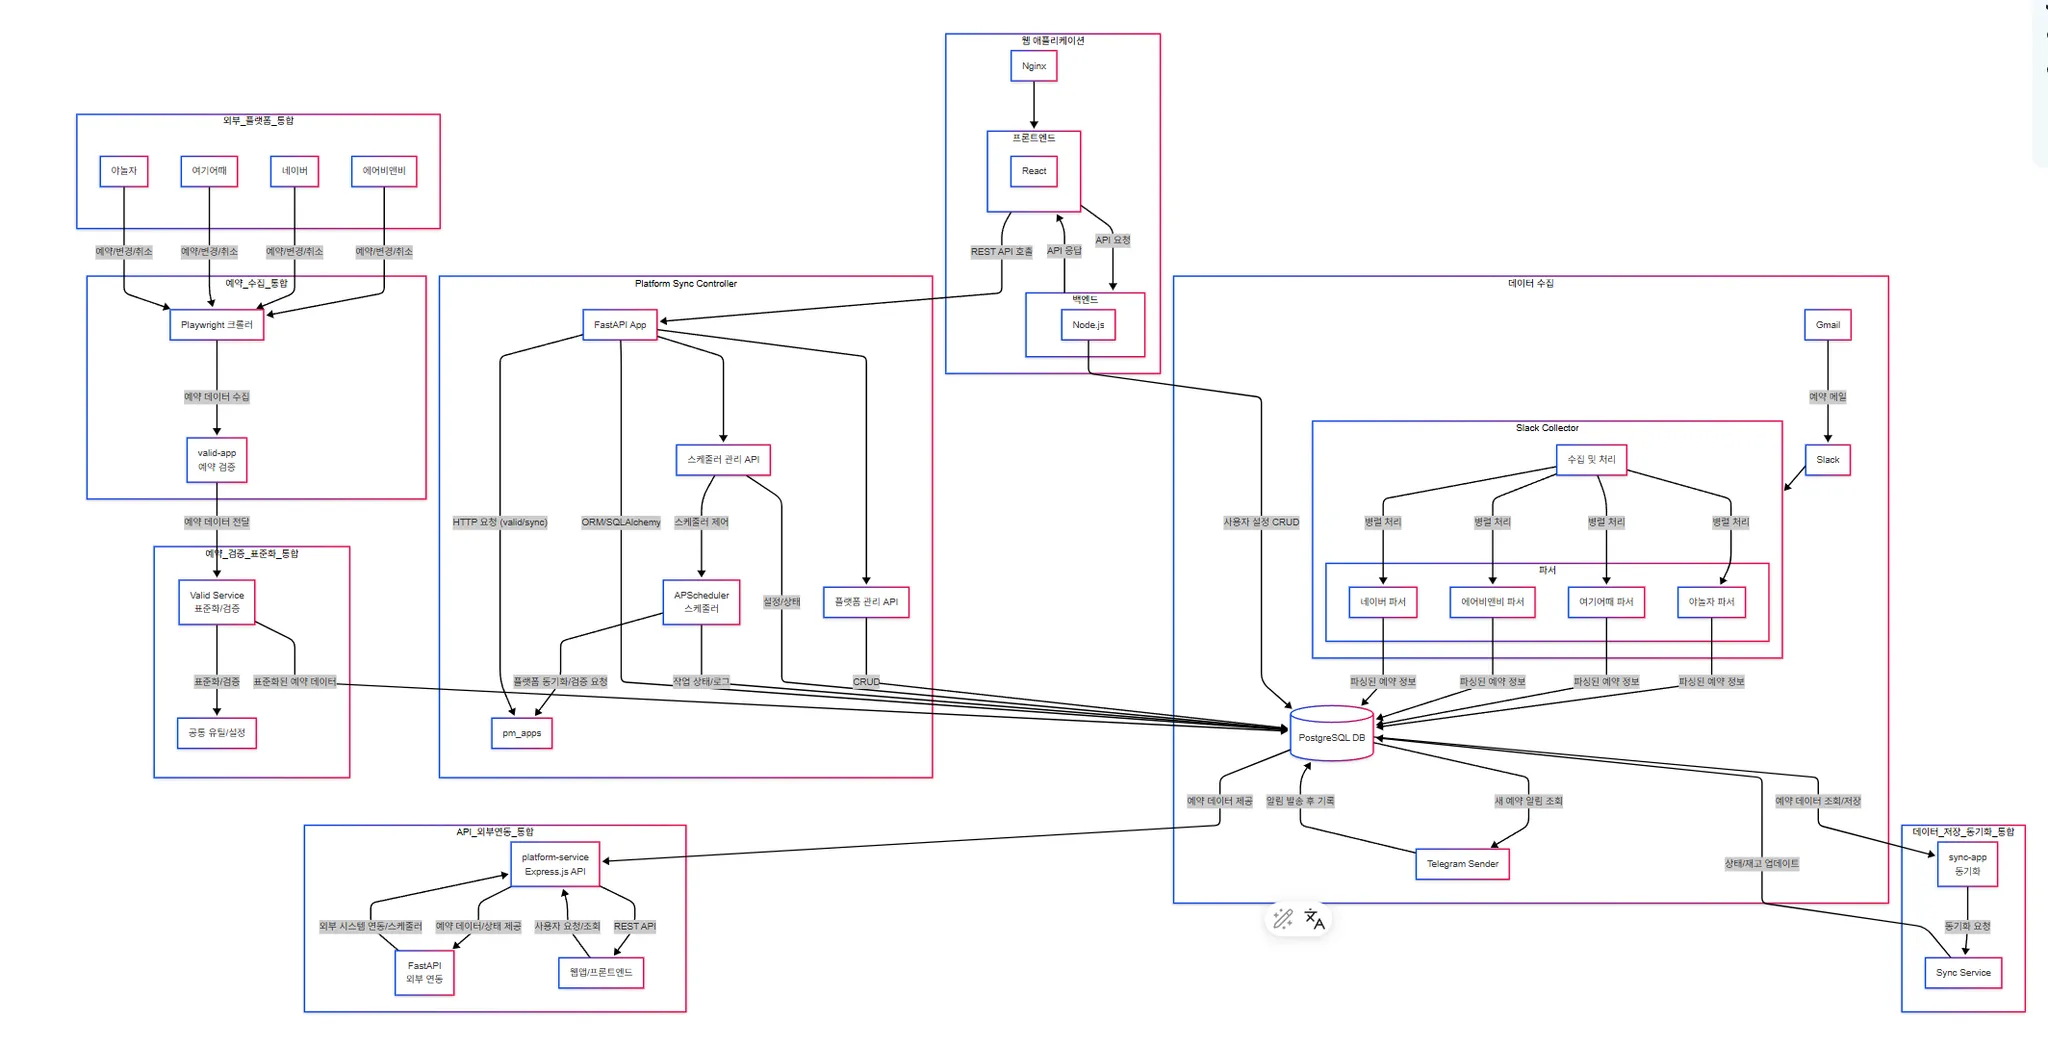 웹 애플리케이션
Nginx
프론트엔드
React
REST API 호출
API 응답
API 요청
백엔드
Node.js
외부_플랫폼_통합
야놀자
여기어때
네이버
에어비앤비
예약/변경/취소
예약/변경/취소
예약/변경/취소
예약/변경/취소
예약_수집_통합
Playwright 크롤러
예약 데이터 수집
valid-app
예약 검증
예약 데이터 전달
예약_검증_표준화_통합
Valid Service
표준화/검증
표준화/검증
표준화된 예약 데이터
공통 유틸/설정
Platform Sync Controller
FastAPI App
스케줄러 관리 API
HTTP 요청 (valid/sync)
ORM/SQLAlchemy
스케줄러 제어
APScheduler
스케줄러
설정/상태
플랫폼 관리 API
플랫폼 동기화/검증 요청
작업 상태/로그
CRUD
pm_apps
데이터 수집
Gmail
예약 메일
Slack
Slack Collector
수집 및 처리
사용자 설정 CRUD
병렬 처리
병렬 처리
병렬 처리
병렬 처리
파서
네이버 파서
에어비앤비 파서
여기어때 파서
야놀자 파서
파싱된 예약 정보
파싱된 예약 정보
파싱된 예약 정보
파싱된 예약 정보
PostgreSQL DB
예약 데이터 제공
알림 발송 후 기록
새 예약 알림 조회
예약 데이터 조회/저장
Telegram Sender
상태/재고 업데이트
API_외부연동_통합
platform-service
Express.js API
외부 시스템 연동/스케줄러
예약 데이터/상태 제공
사용자 요청/조회
REST API
FastAPI
외부 연동
웹앱/프론트엔드
데이터_저장_동기화_통합
sync-app
동기화
동기화 요청
Sync Service